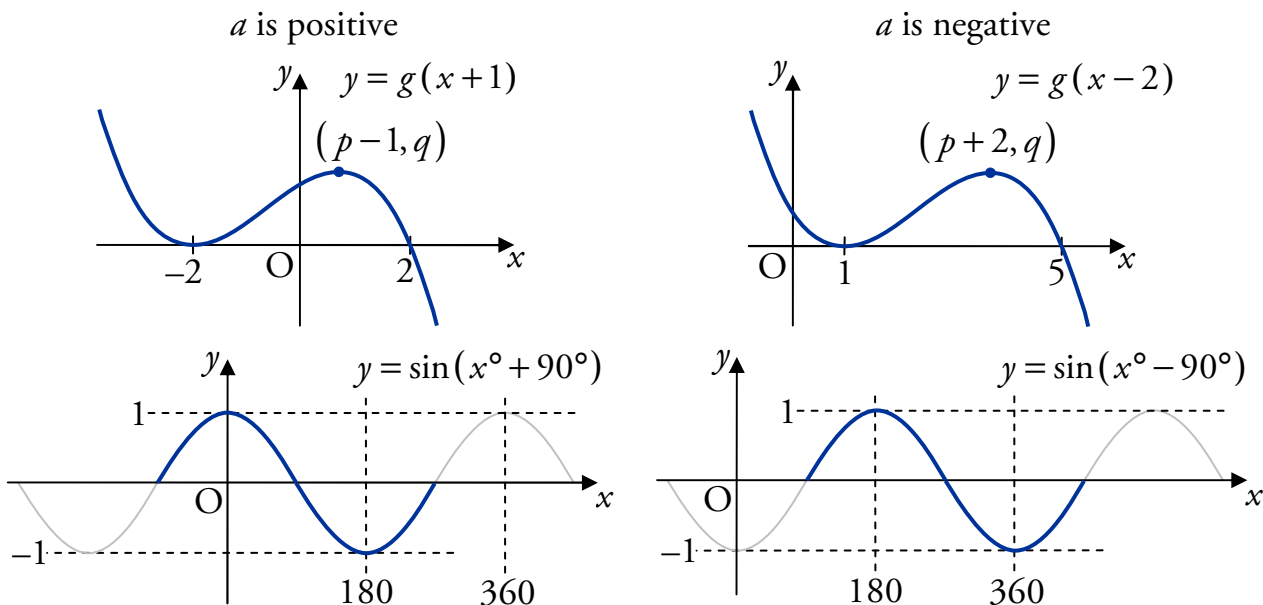 a is positive
y
y = g(x+1)
(p−1, q)
−2
O
2
x
a is negative
y
y = g(x−2)
(p+2, q)
O
1
5
x
y
y = sin(x°+90°)
1
O
x
−1
180
360
y
y = sin(x°−90°)
1
O
x
−1
180
360